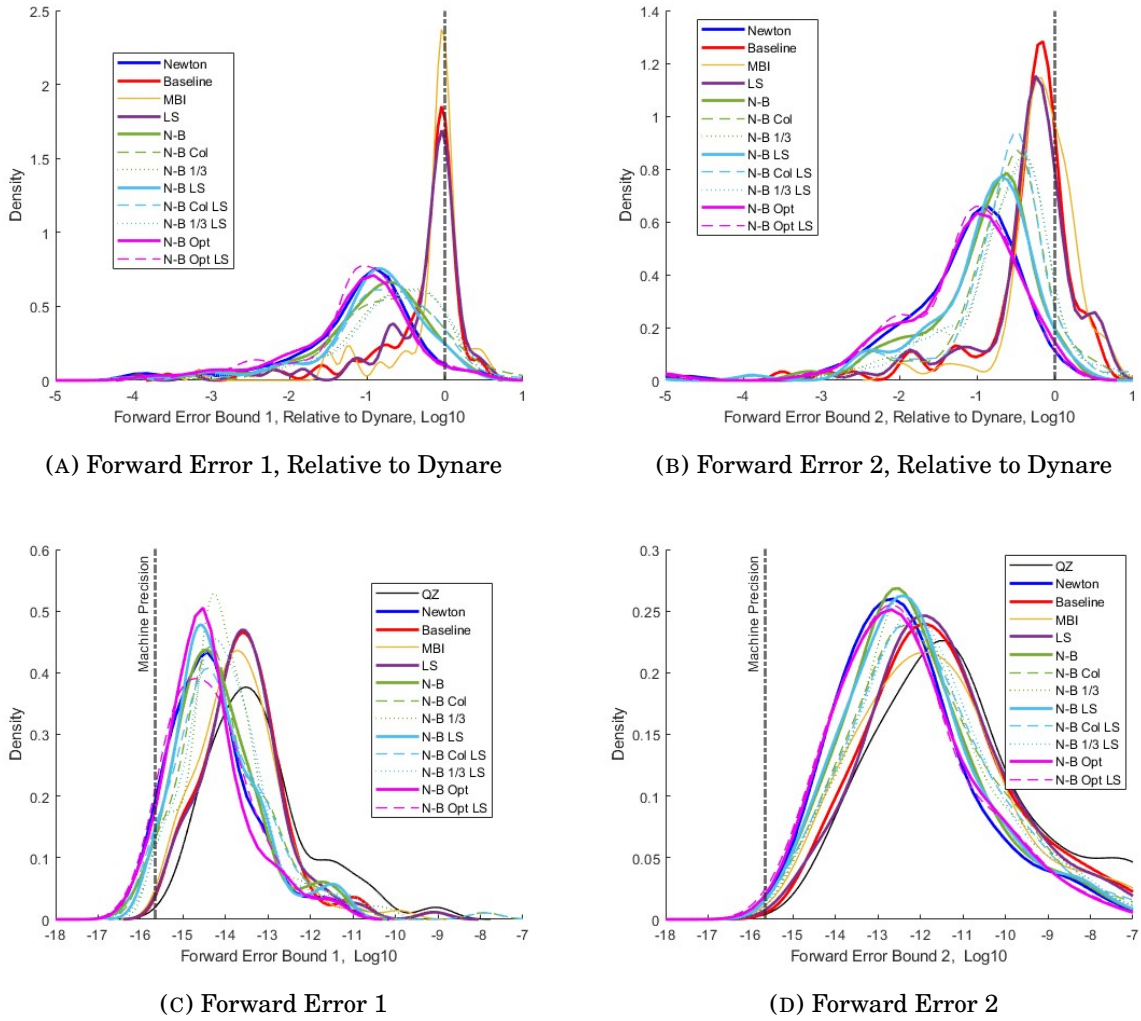 2.5
2
1.5
1
0.5
0
Density
Newton
Baseline
MBI
LS
N-B
N-B Col
N-B 1/3
N-B LS
N-B Col LS
N-B 1/3 LS
N-B Opt
N-B Opt LS
-5 -4 -3 -2 -1 0 1
Forward Error Bound 1, Relative to Dynare, Log10
(A) Forward Error 1, Relative to Dynare
1.4
1.2
1
0.8
0.6
0.4
0.2
0
Density
Newton
Baseline
MBI
LS
N-B
N-B Col
N-B 1/3
N-B LS
N-B Col LS
N-B 1/3 LS
N-B Opt
N-B Opt LS
-5 -4 -3 -2 -1 0 1
Forward Error Bound 2, Relative to Dynare, Log10
(B) Forward Error 2, Relative to Dynare
0.6
0.5
0.4
0.3
0.2
0.1
0
Density
Machine Precision
QZ
Newton
Baseline
MBI
LS
N-B
N-B Col
N-B 1/3
N-B LS
N-B Col LS
N-B 1/3 LS
N-B Opt
N-B Opt LS
-18 -17 -16 -15 -14 -13 -12 -11 -10 -9 -8 -7
Forward Error Bound 1, Log10
(C) Forward Error 1
0.3
0.25
0.2
0.15
0.1
0.05
0
Density
Machine Precision
QZ
Newton
Baseline
MBI
LS
N-B
N-B Col
N-B 1/3
N-B LS
N-B Col LS
N-B 1/3 LS
N-B Opt
N-B Opt LS
-18 -17 -16 -15 -14 -13 -12 -11 -10 -9 -8 -7
Forward Error Bound 2, Log10
(D) Forward Error 2